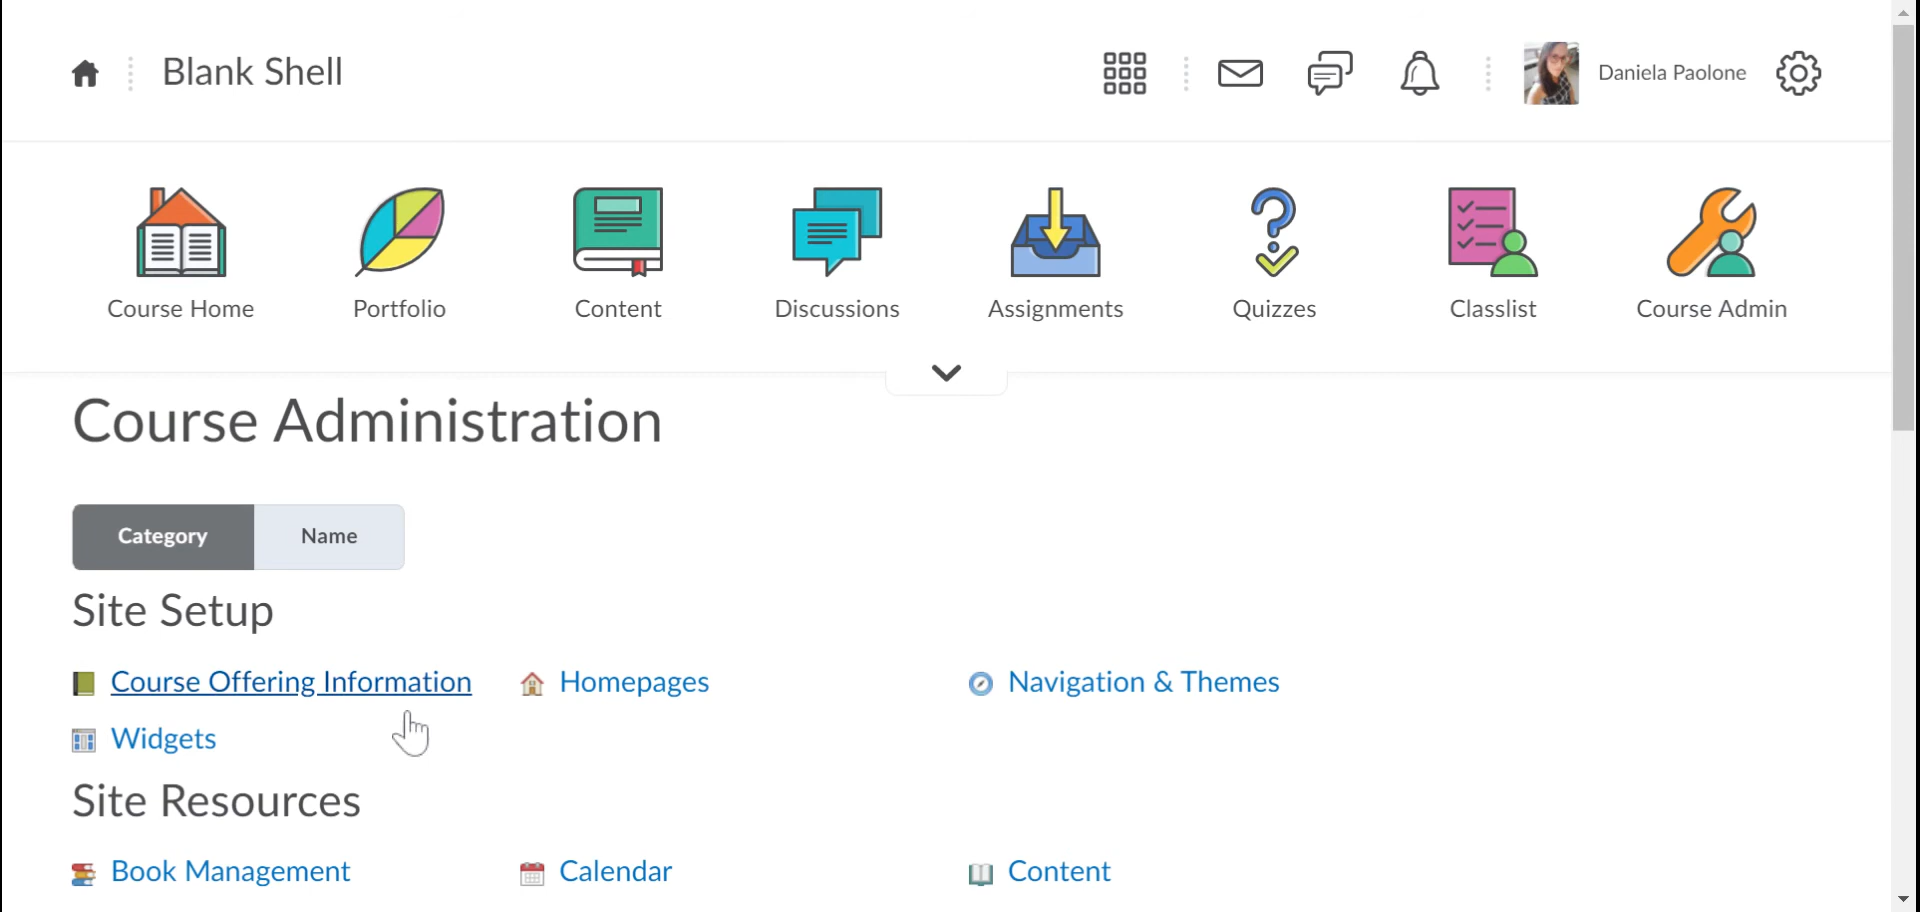 Blank Shell
Daniela Paolone
Course Home Portfolio Content Discussions Assignments Quizzes Classlist Course Admin
Course Administration
Category Name
Site Setup
Course Offering Information Homepages Navigation & Themes
Widgets
Site Resources
Book Management Calendar Content